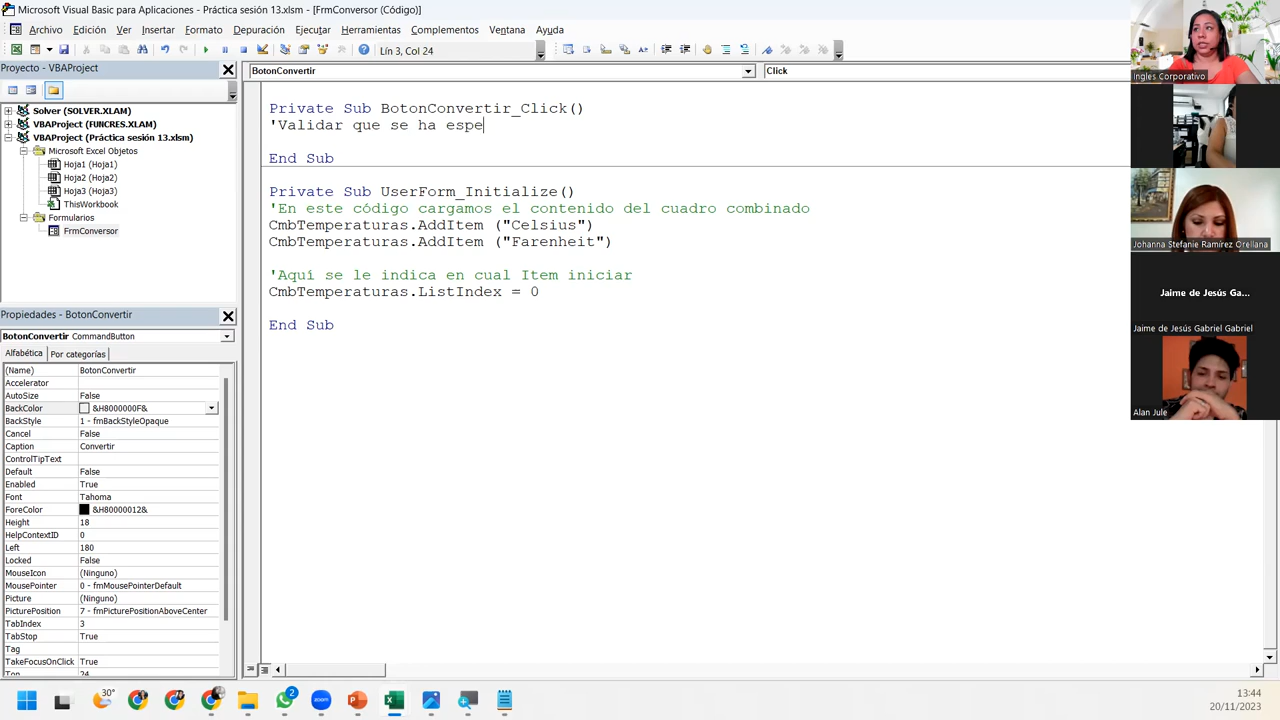 Microsoft Visual Basic para Aplicaciones - Práctica sesión 13.xlsm - [FrmConversor (Código)]
Archivo Edición Ver Insertar Formato Depuración Ejecutar Herramientas Complementos Ventana Ayuda
Lín 3, Col 24
Proyecto - VBAProject
Solver (SOLVER.XLAM)
VBAProject (FUNCRES.XLAM)
VBAProject (Práctica sesión 13.xlsm)
Microsoft Excel Objetos
Hoja1 (Hoja1)
Hoja2 (Hoja2)
Hoja3 (Hoja3)
ThisWorkbook
Formularios
FrmConversor
Propiedades - BotonConvertir
BotonConvertir CommandButton
Alfabética Por categorías
(Name) BotonConvertir
Accelerator
AutoSize False
BackColor &H8000000F&
BackStyle 1 - fmBackStyleOpaque
Cancel False
Caption Convertir
ControlTipText
Default False
Enabled True
Font Tahoma
ForeColor &H80000012&
Height 18
HelpContextID 0
Left 180
Locked False
MouseIcon (Ninguno)
MousePointer 0 - fmMousePointerDefault
Picture (Ninguno)
PicturePosition 7 - fmPicturePositionAboveCenter
TabIndex 3
TabStop True
Tag
TakeFocusOnClick True
Top 24
BotonConvertir Click
Private Sub BotonConvertir_Click()
'Validar que se ha espe
End Sub
Private Sub UserForm_Initialize()
'En este código cargamos el contenido del cuadro combinado
CmbTemperaturas.AddItem ("Celsius")
CmbTemperaturas.AddItem ("Farenheit")
'Aquí se le indica en cual Item iniciar
CmbTemperaturas.ListIndex = 0
End Sub
Ingles Corporativo
Johanna Stefanie Ramírez Orellana
Jaime de Jesús Ga...
Jaime de Jesús Gabriel Gabriel
Alan Jule
30°
2
zoom
13:44
20/11/2023